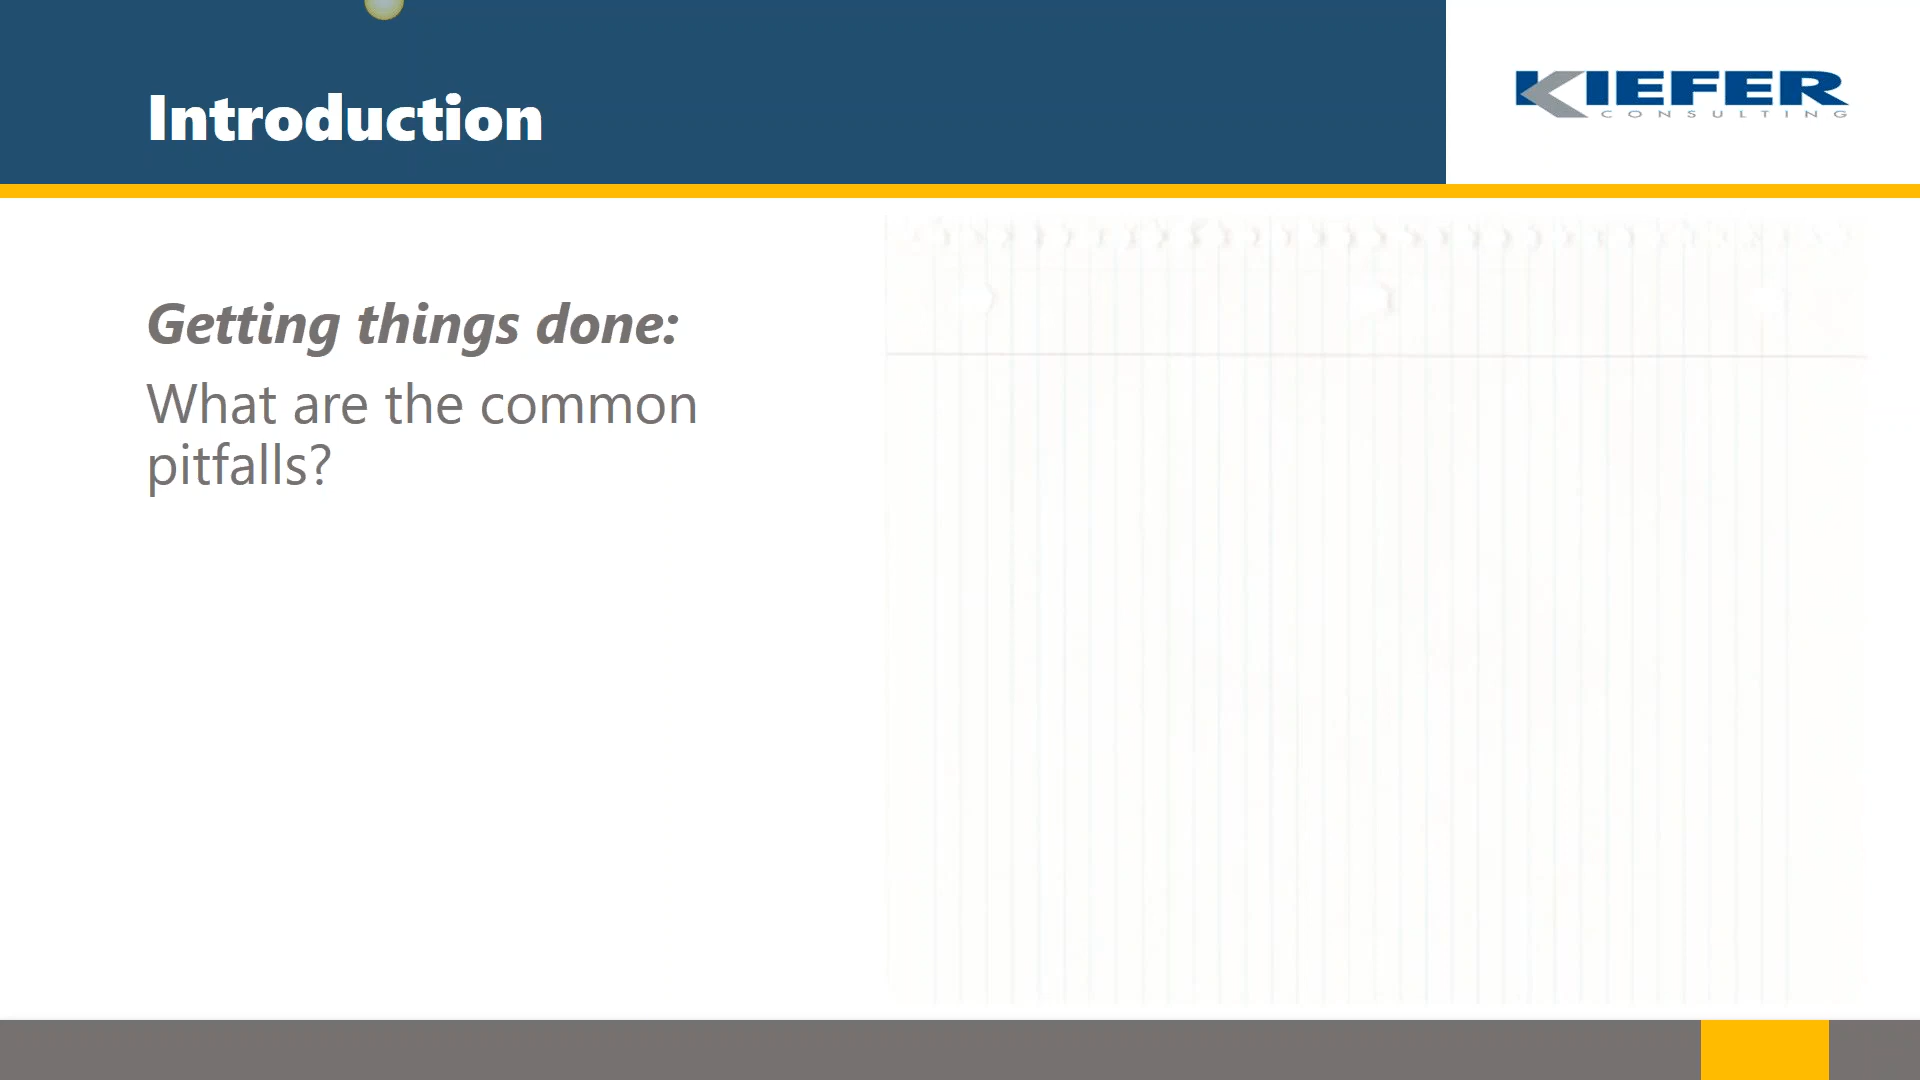 Introduction
KIEFER
CONSULTING
Getting things done:
What are the common
pitfalls?